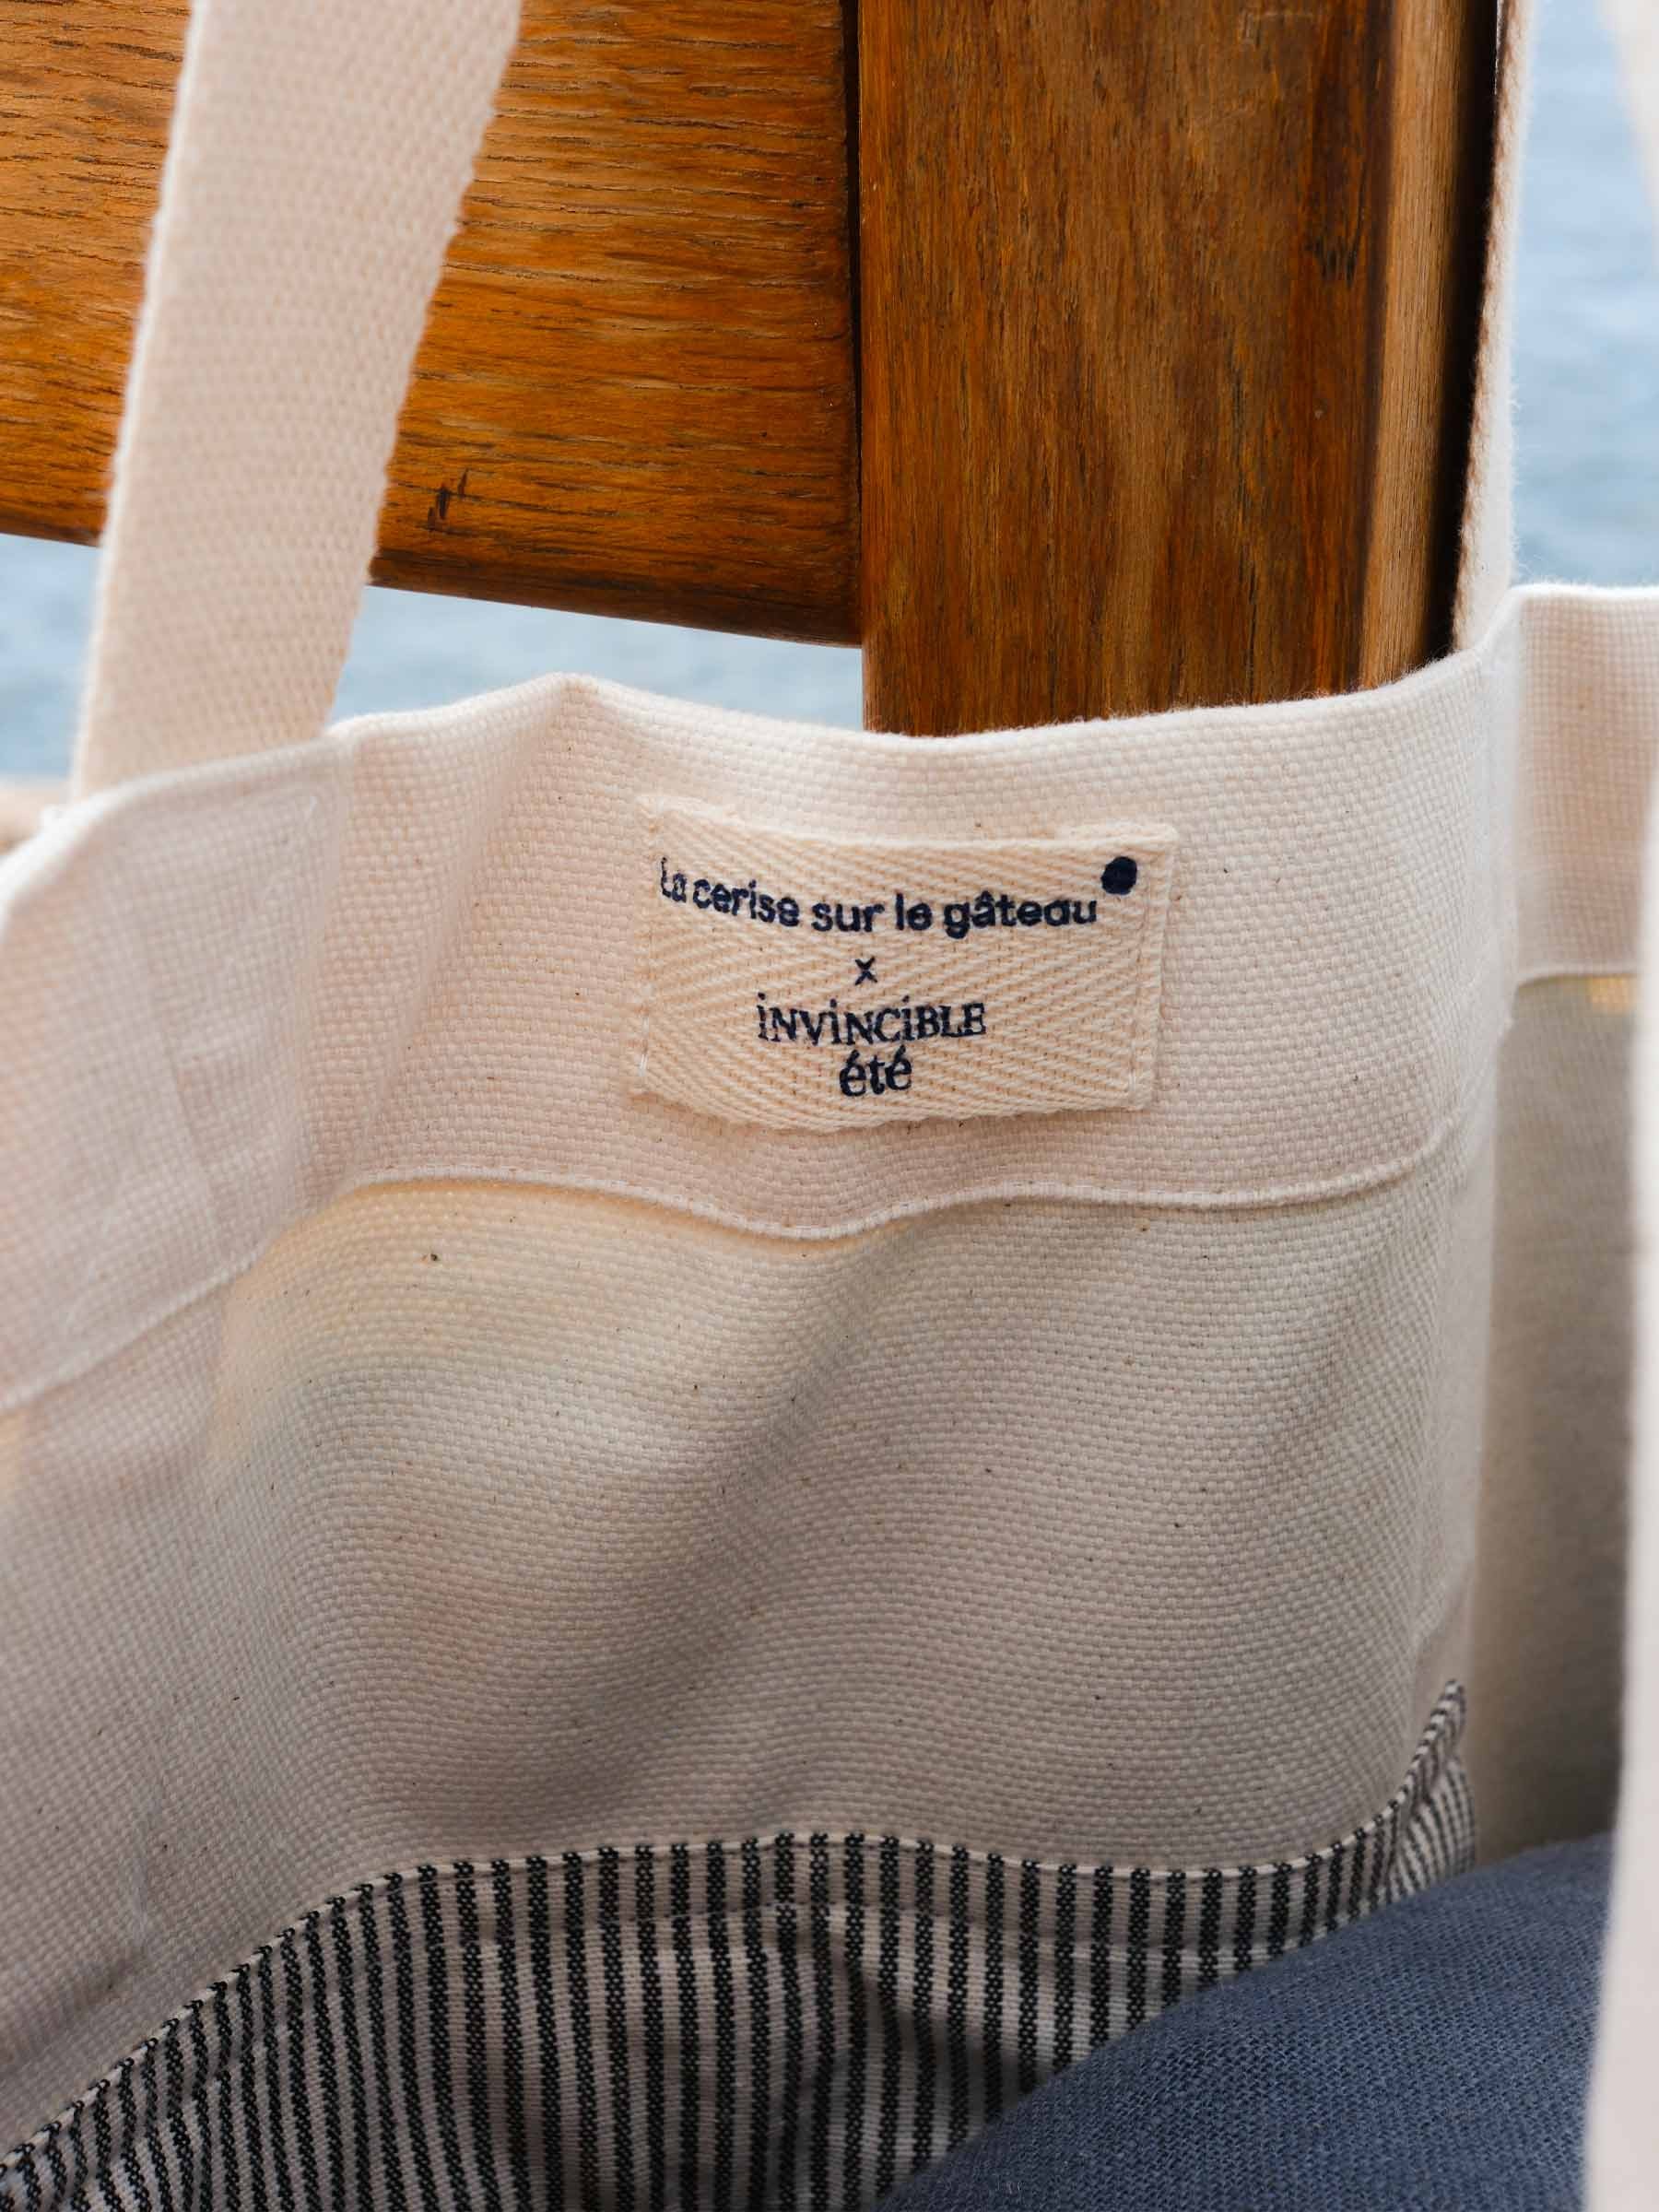 La cerise sur le gâteau
x
iNViNCiBLE
été